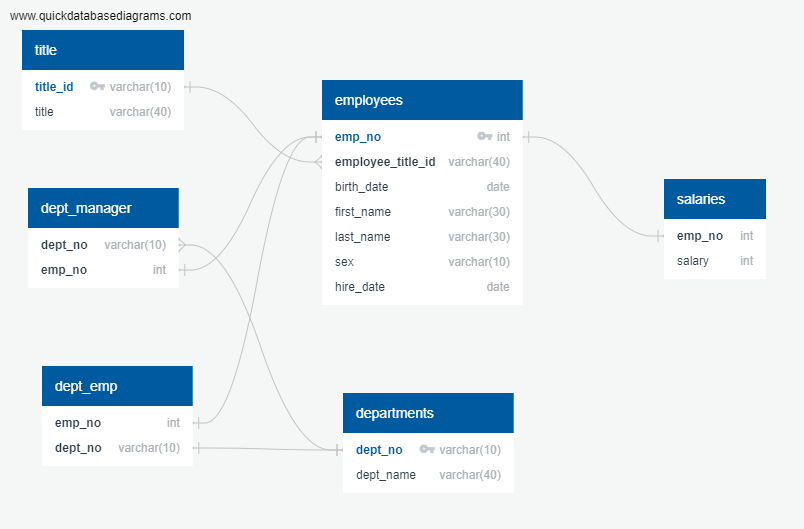 www.quickdatabasediagrams.com
title
title_id varchar(10)
title varchar(40)
employees
emp_no int
employee_title_id varchar(40)
birth_date date
first_name varchar(30)
last_name varchar(30)
sex varchar(10)
hire_date date
dept_manager
dept_no varchar(10)
emp_no int
salaries
emp_no int
salary int
dept_emp
emp_no int
dept_no varchar(10)
departments
dept_no varchar(10)
dept_name varchar(40)